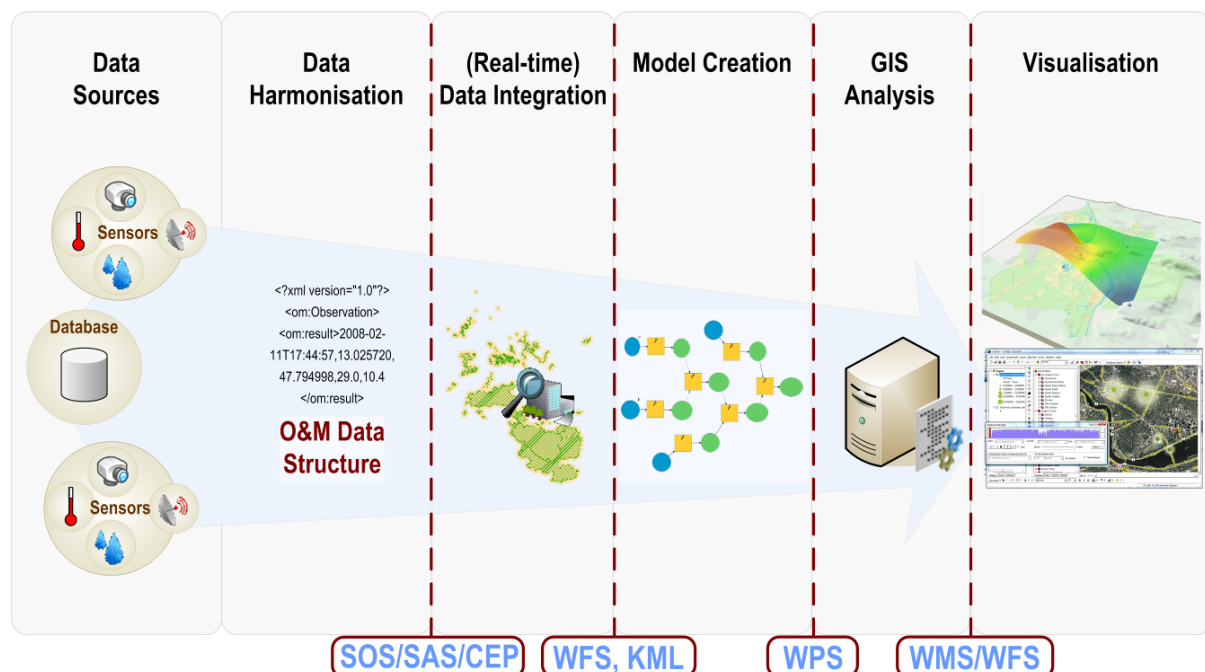 Data
Sources
Data
Harmonisation
(Real-time)
Data Integration
Model Creation
GIS
Analysis
Visualisation
Sensors
Database
Sensors
<?xml version="1.0"?>
<om:Observation>
<om:result>2008-02-
11T17:44:57,13.025720,
47.794998,29.0,10.4
</om:result>
O&M Data
Structure
SOS/SAS/CEP
WFS, KML
WPS
WMS/WFS